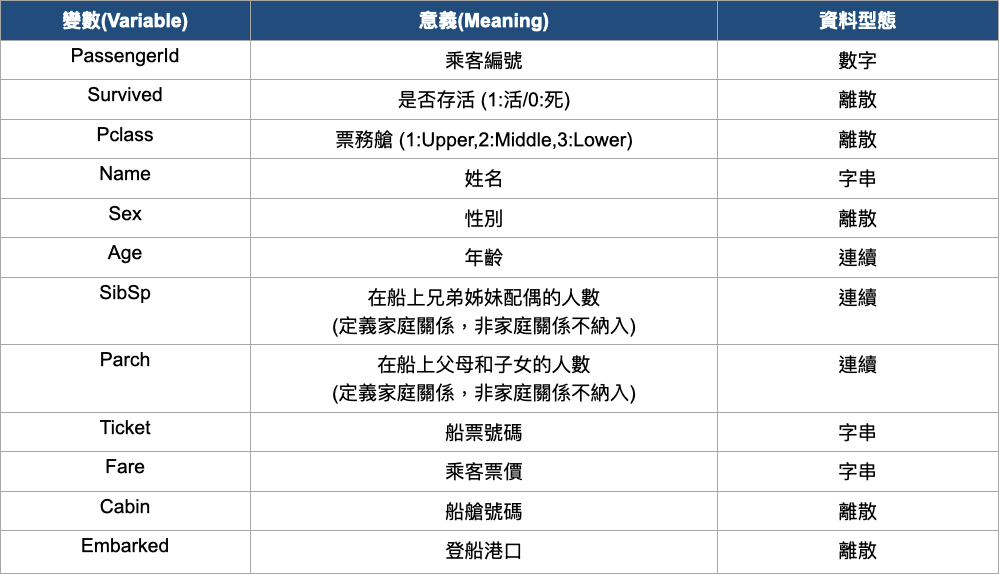 變數(Variable) 意義(Meaning) 資料型態
PassengerId 乘客編號 數字
Survived 是否存活 (1:活/0:死) 離散
Pclass 票務艙 (1:Upper,2:Middle,3:Lower) 離散
Name 姓名 字串
Sex 性別 離散
Age 年齡 連續
SibSp 在船上兄弟姊妹配偶的人數 連續
(定義家庭關係，非家庭關係不納入)
Parch 在船上父母和子女的人數 連續
(定義家庭關係，非家庭關係不納入)
Ticket 船票號碼 字串
Fare 乘客票價 字串
Cabin 船艙號碼 離散
Embarked 登船港口 離散